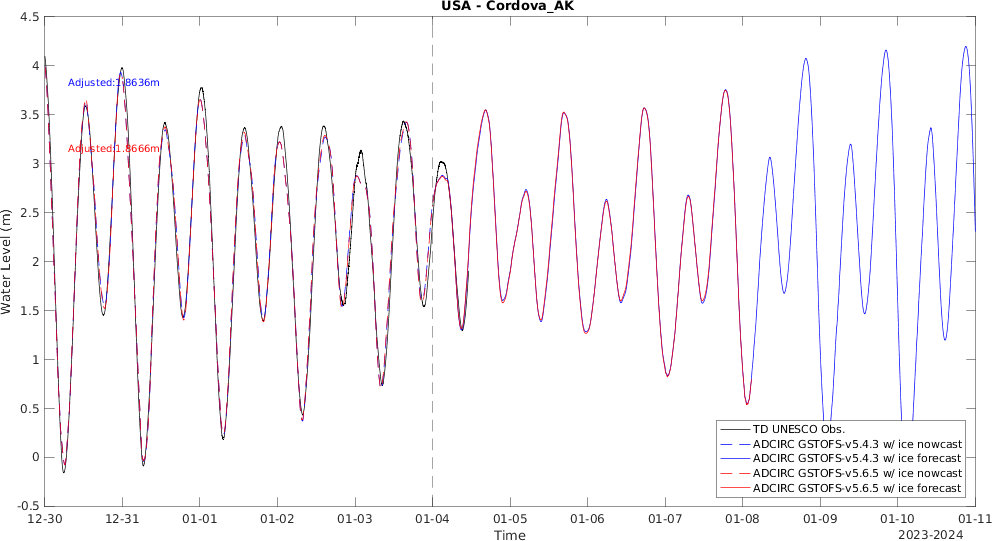 USA - Cordova_AK
4.5
4
3.5
3
2.5
2
1.5
1
0.5
0
-0.5
Water Level (m)
Adjusted:1.8636m
Adjusted:1.8666m
TD UNESCO Obs.
ADCIRC GSTOFS-v5.4.3 w/ ice nowcast
ADCIRC GSTOFS-v5.4.3 w/ ice forecast
ADCIRC GSTOFS-v5.6.5 w/ ice nowcast
ADCIRC GSTOFS-v5.6.5 w/ ice forecast
12-30 12-31 01-01 01-02 01-03 01-04 01-05 01-06 01-07 01-08 01-09 01-10 01-11
Time
2023-2024